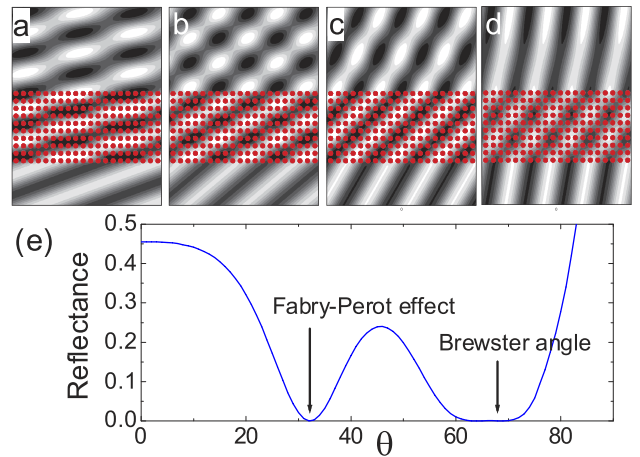 a b c d
(e)
0.5
0.4
0.3
0.2
0.1
0.0
Reflectance
Fabry-Perot effect
Brewster angle
0 20 40 60 80
θ